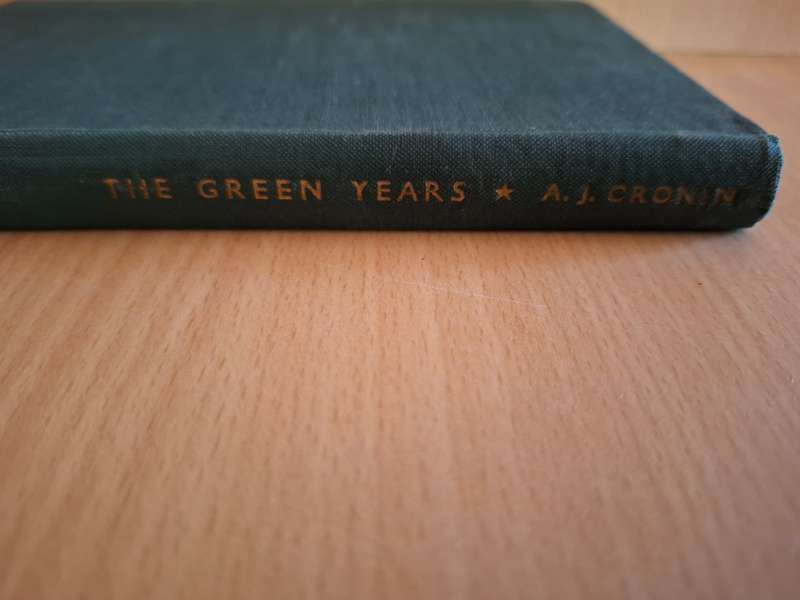 THE GREEN YEARS ★ A. J. CRONIN